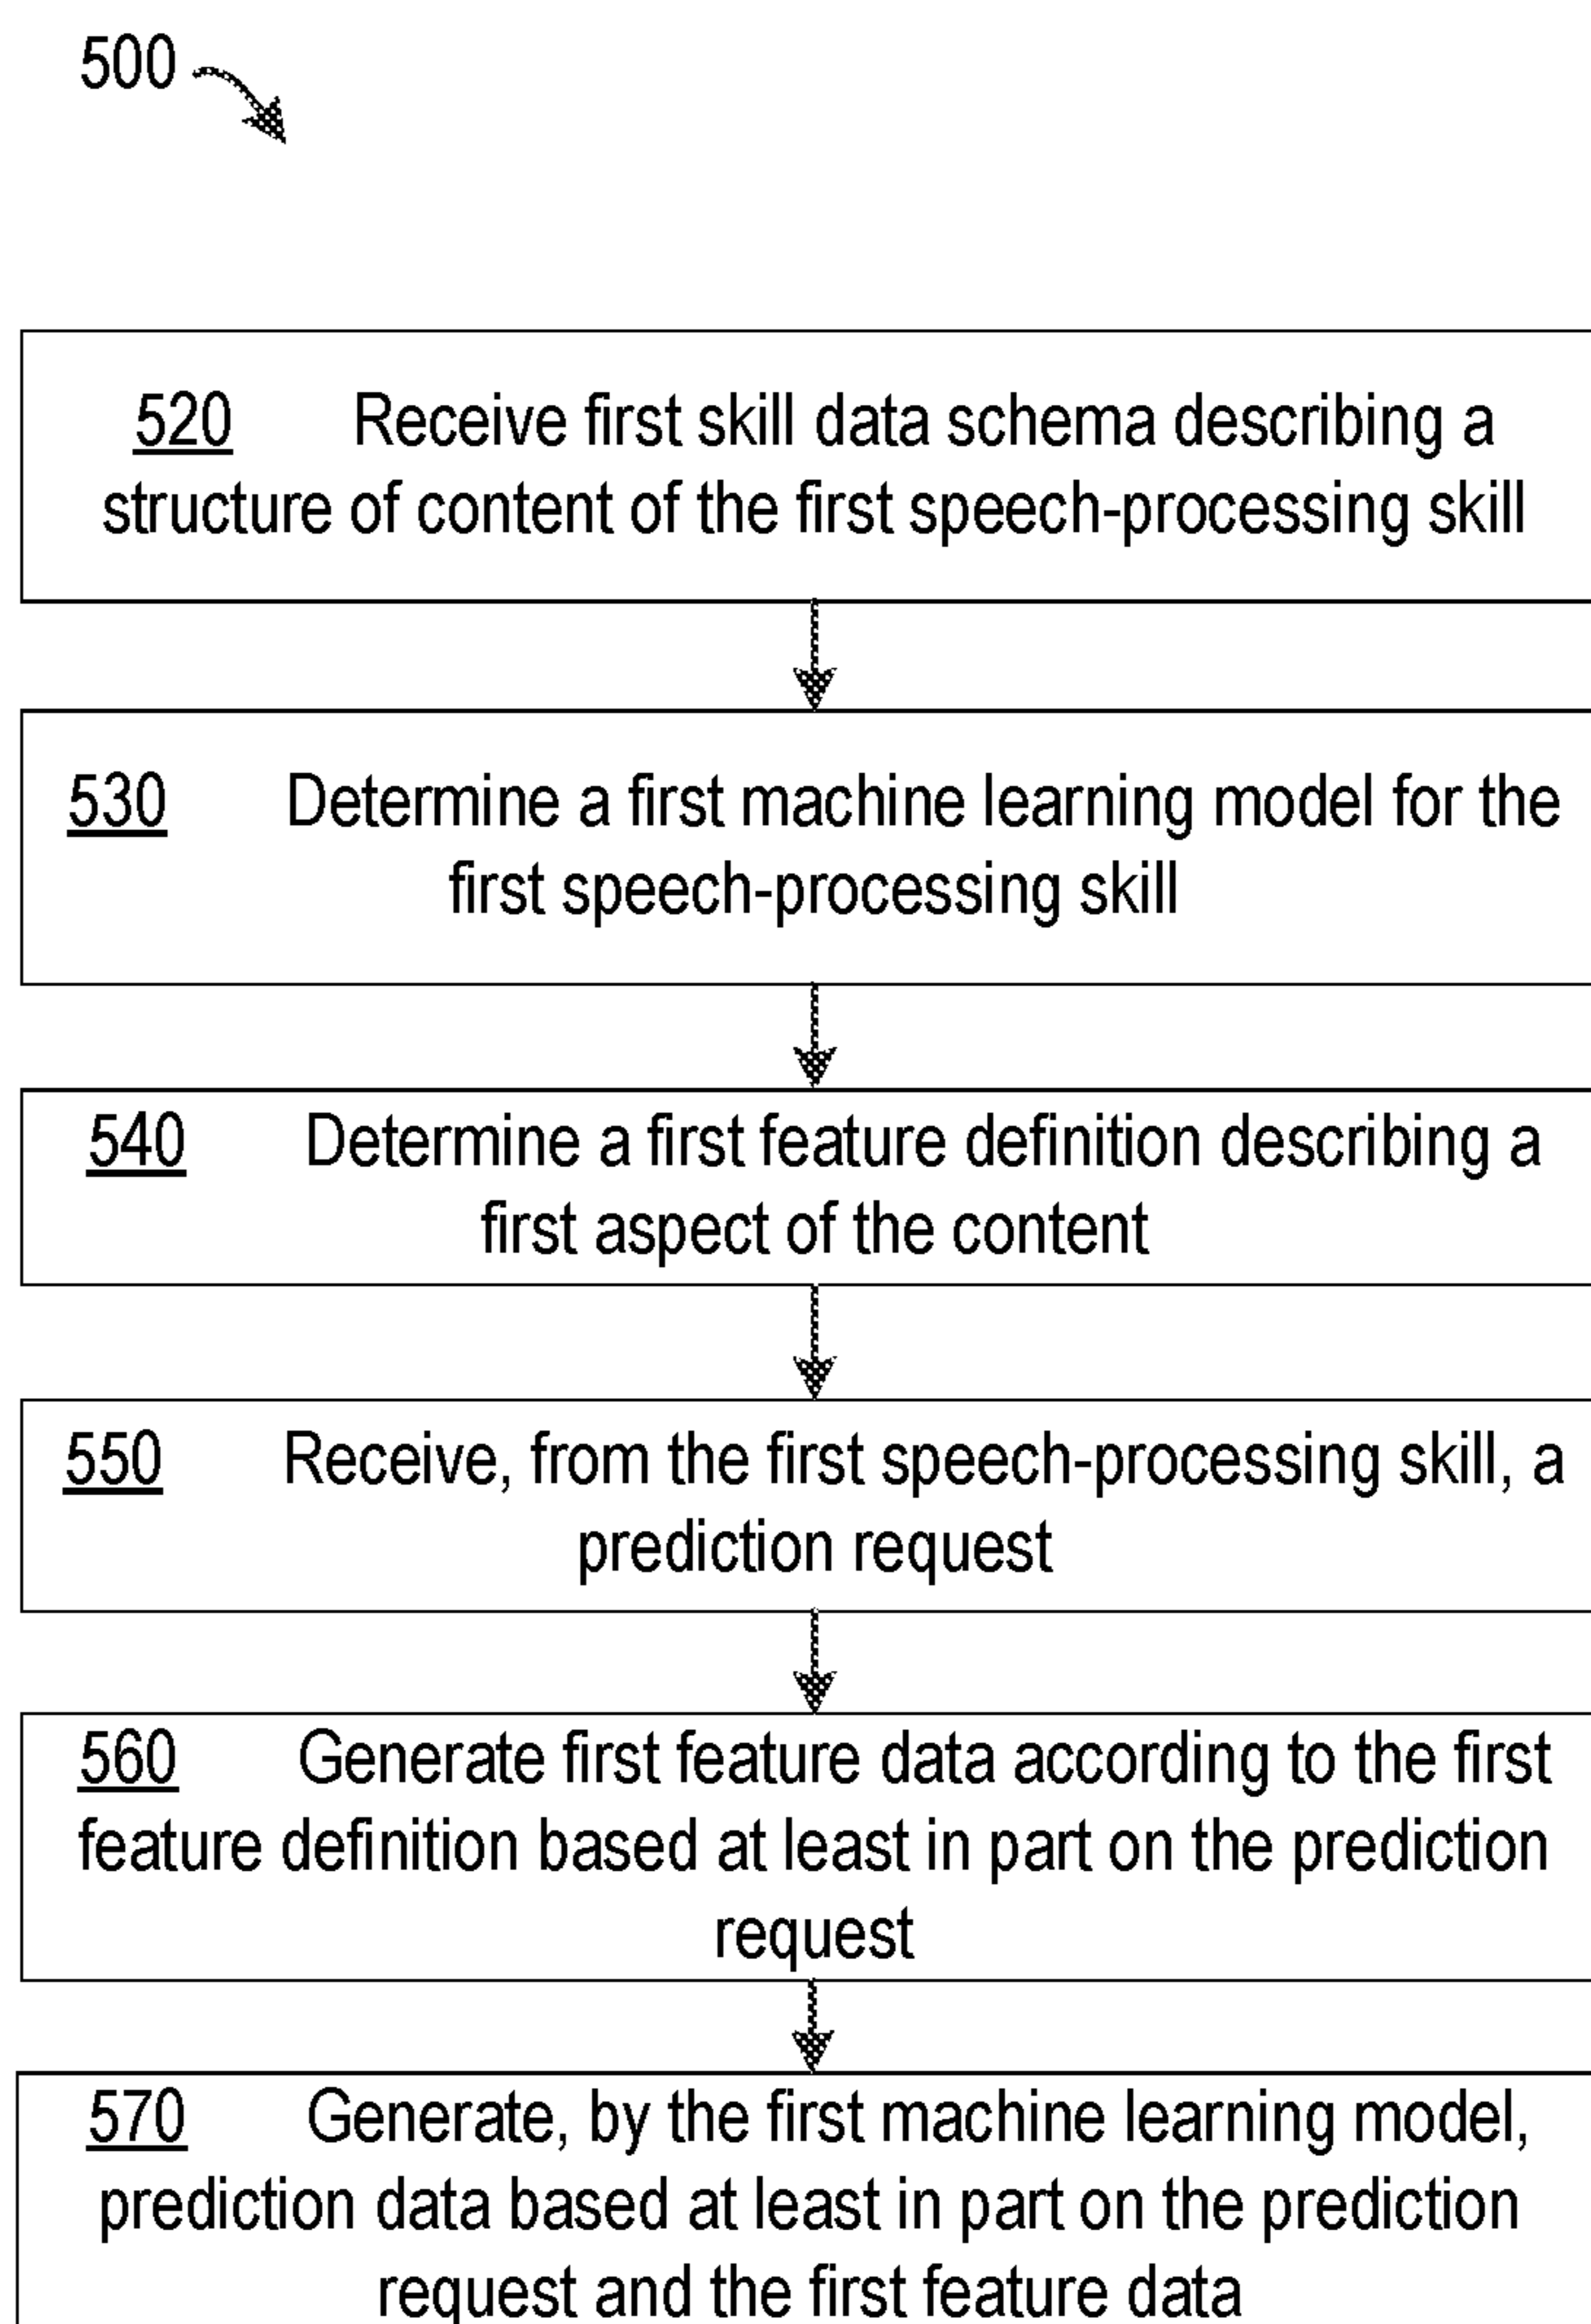 500
520 Receive first skill data schema describing a
structure of content of the first speech-processing skill
530 Determine a first machine learning model for the
first speech-processing skill
540 Determine a first feature definition describing a
first aspect of the content
550 Receive, from the first speech-processing skill, a
prediction request
560 Generate first feature data according to the first
feature definition based at least in part on the prediction
request
570 Generate, by the first machine learning model,
prediction data based at least in part on the prediction
request and the first feature data